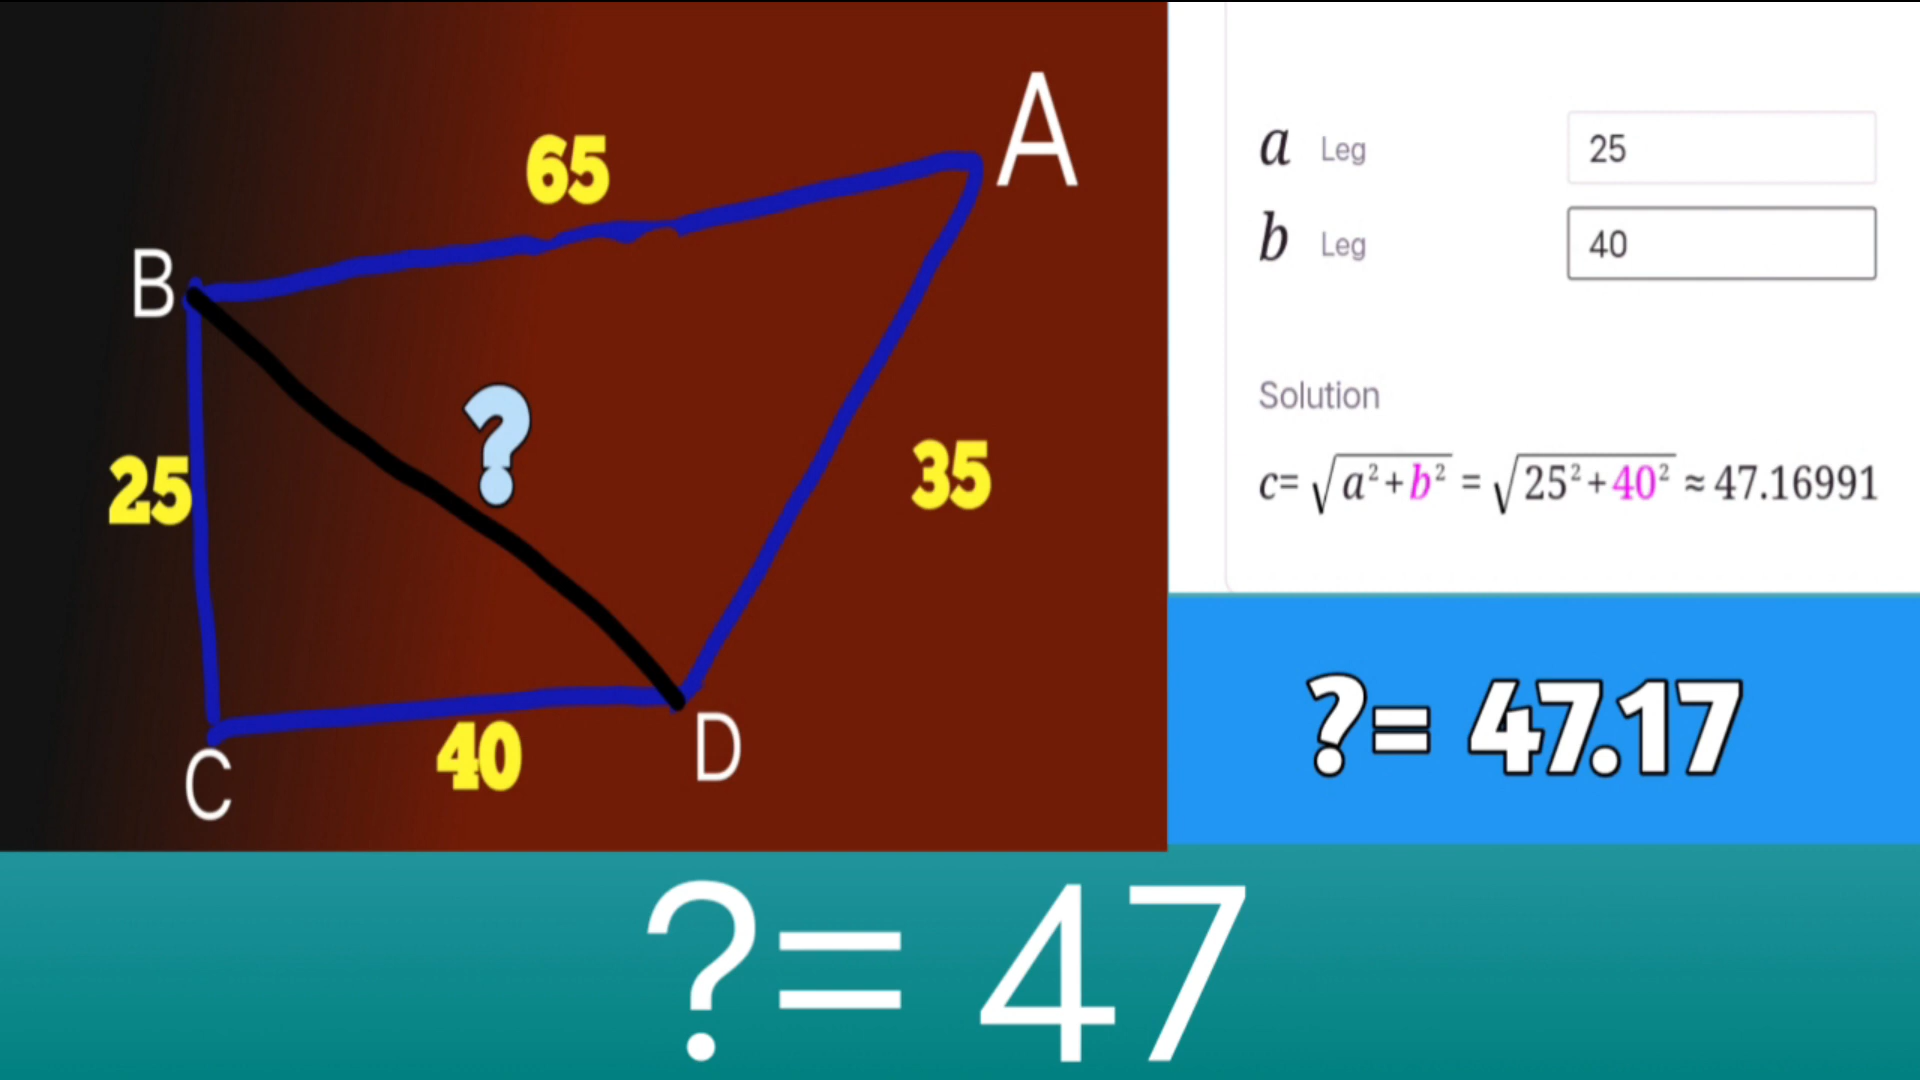 A
65
B
?
25
35
40
D
C
a Leg 25
b Leg 40
Solution
c= √a²+b² = √25²+40² ≈ 47.16991
?= 47.17
?= 47